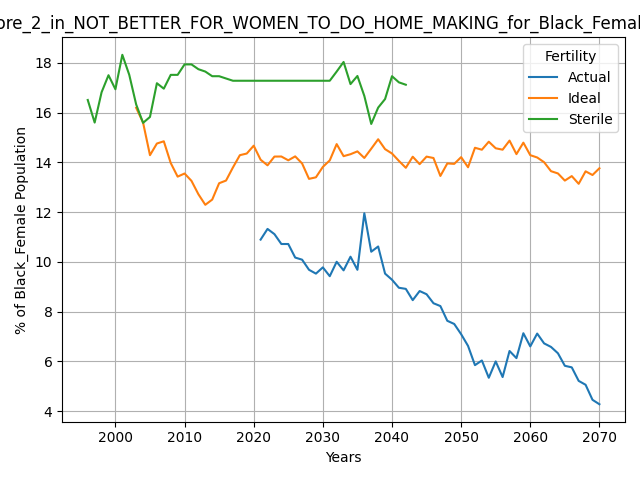 ore_2_in_NOT_BETTER_FOR_WOMEN_TO_DO_HOME_MAKING_for_Black_Femal
Fertility
Actual
Ideal
Sterile
% of Black_Female Population
18
16
14
12
10
8
6
4
2000 2010 2020 2030 2040 2050 2060 2070
Years